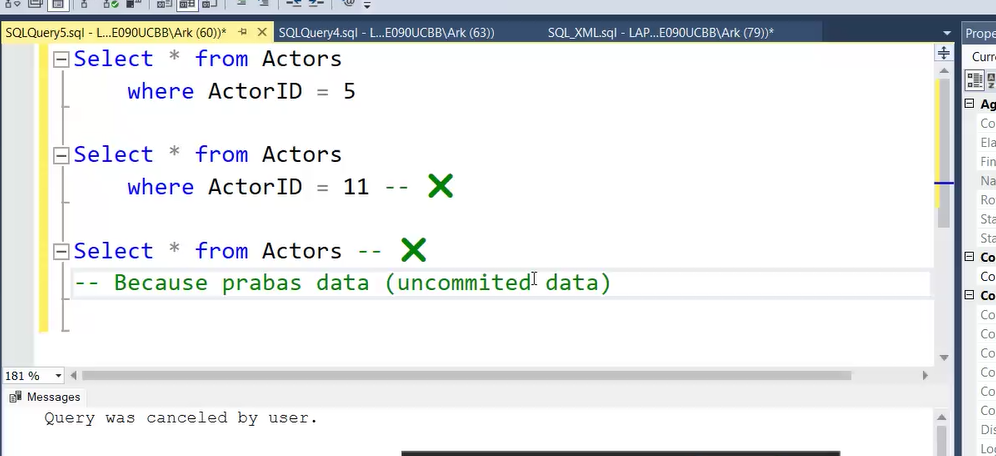 SQLQuery5.sql - L...E090UCBB\Ark (60))*
SQLQuery4.sql - L...E090UCBB\Ark (63))
SQL_XML.sql - LAP...E090UCBB\Ark (79))*
Prope
Select * from Actors
where ActorID = 5
Select * from Actors
where ActorID = 11 -- ❌
Select * from Actors -- ❌
-- Because prabas data (uncommited data)
181 %
Messages
Query was canceled by user.
Curre
Ag
Co
Ela
Fin
Na
Ro
Sta
Sta
Co
Co
Co
Co
Co
Co
Co
Co
Dis
Log